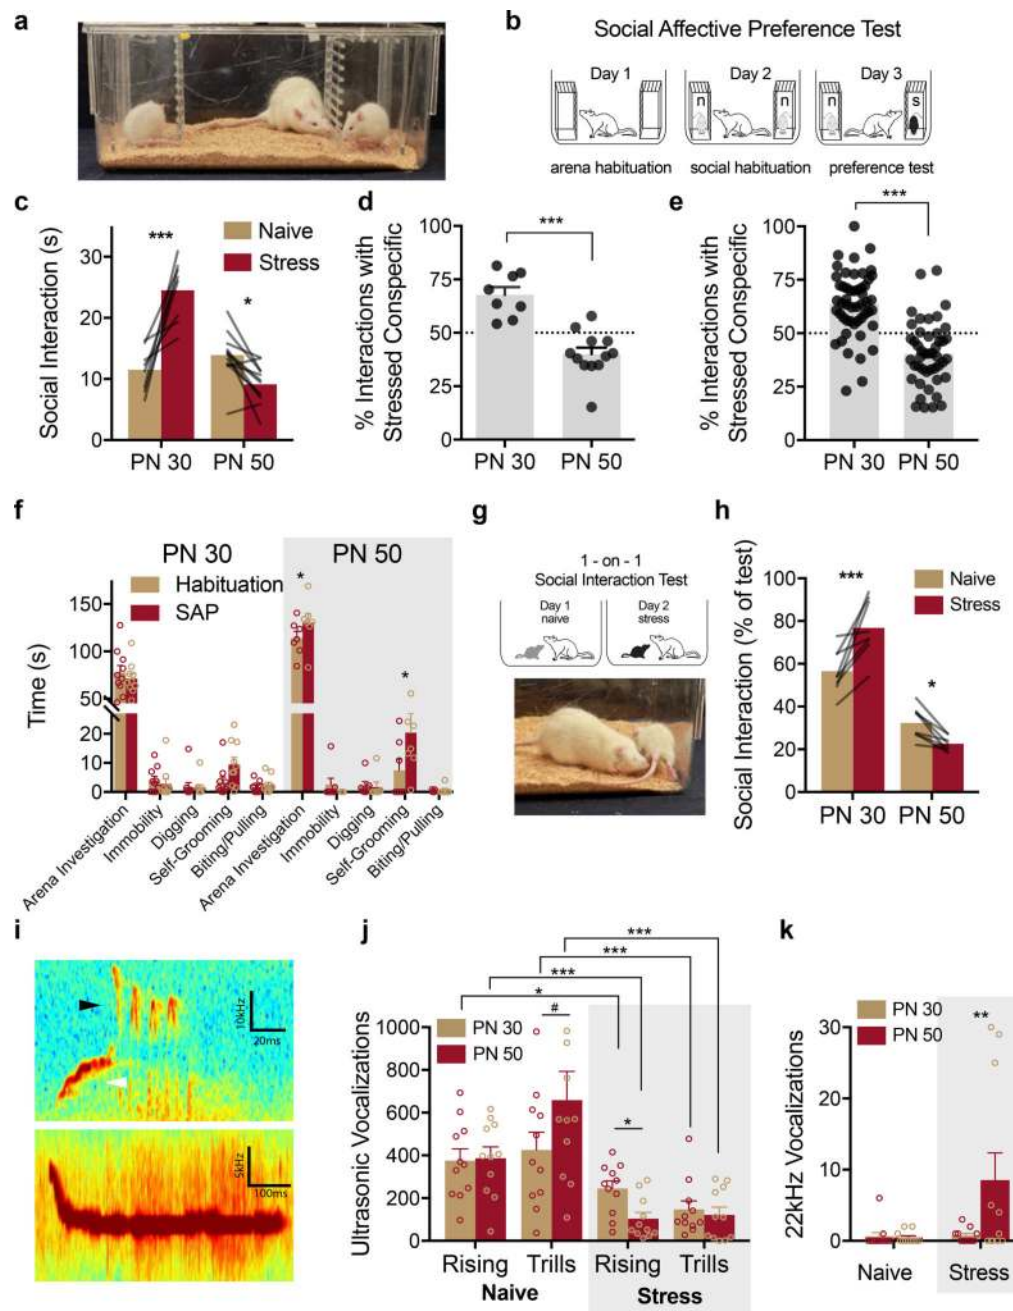 a
b
Social Affective Preference Test
Day 1
Day 2
Day 3
n
n
n
s
arena habituation
social habituation
preference test
c
Social Interaction (s)
30
20
10
0
***
*
Naive
Stress
PN 30
PN 50
d
% Interactions with
Stressed Conspecific
100
75
50
25
0
***
PN 30
PN 50
e
% Interactions with
Stressed Conspecific
100
75
50
25
0
***
PN 30
PN 50
f
PN 30
PN 50
Habituation
SAP
Time (s)
150
100
50
20
10
0
*
*
Arena Investigation
Immobility
Digging
Self-Grooming
Biting/Pulling
Arena Investigation
Immobility
Digging
Self-Grooming
Biting/Pulling
g
1 - on - 1
Social Interaction Test
Day 1
naive
Day 2
stress
h
Social Interaction (% of test)
100
80
60
40
20
0
***
*
Naive
Stress
PN 30
PN 50
i
10kHz
20ms
5kHz
100ms
j
***
***
***
*
#
*
PN 30
PN 50
Ultrasonic Vocalizations
1000
800
600
400
200
0
Rising
Trills
Rising
Trills
Naive
Stress
k
PN 30
PN 50
**
22kHz Vocalizations
30
20
10
0
Naive
Stress